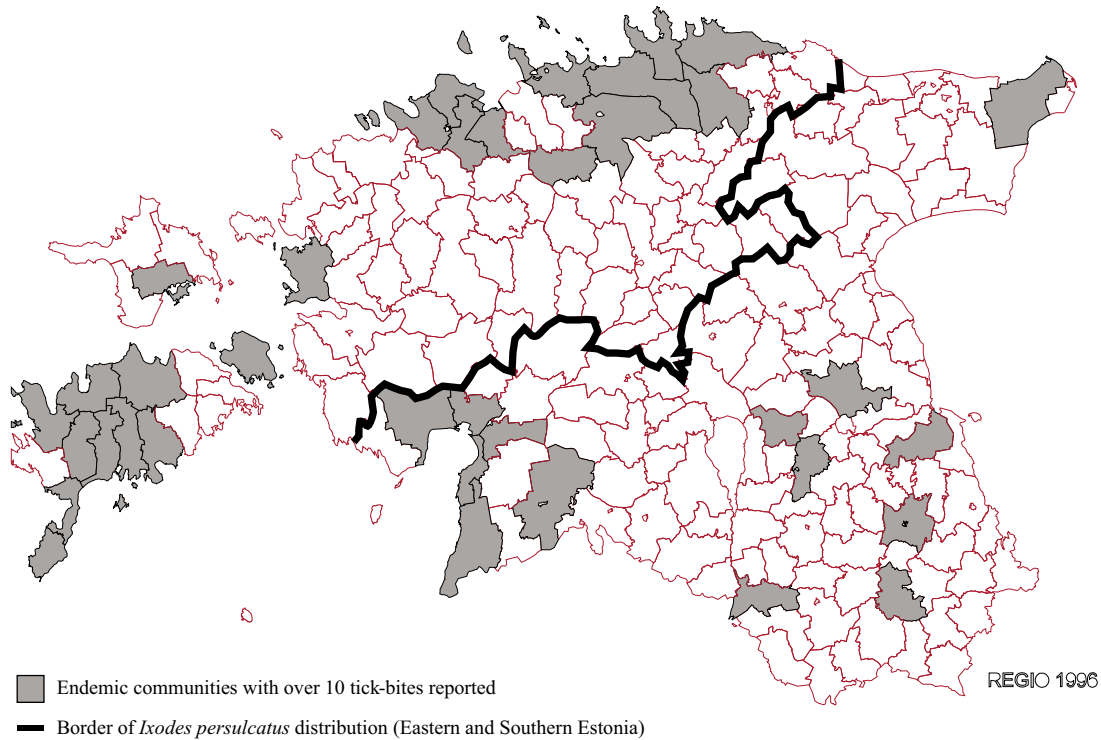 REGIO 1996
Endemic communities with over 10 tick-bites reported
Border of Ixodes persulcatus distribution (Eastern and Southern Estonia)